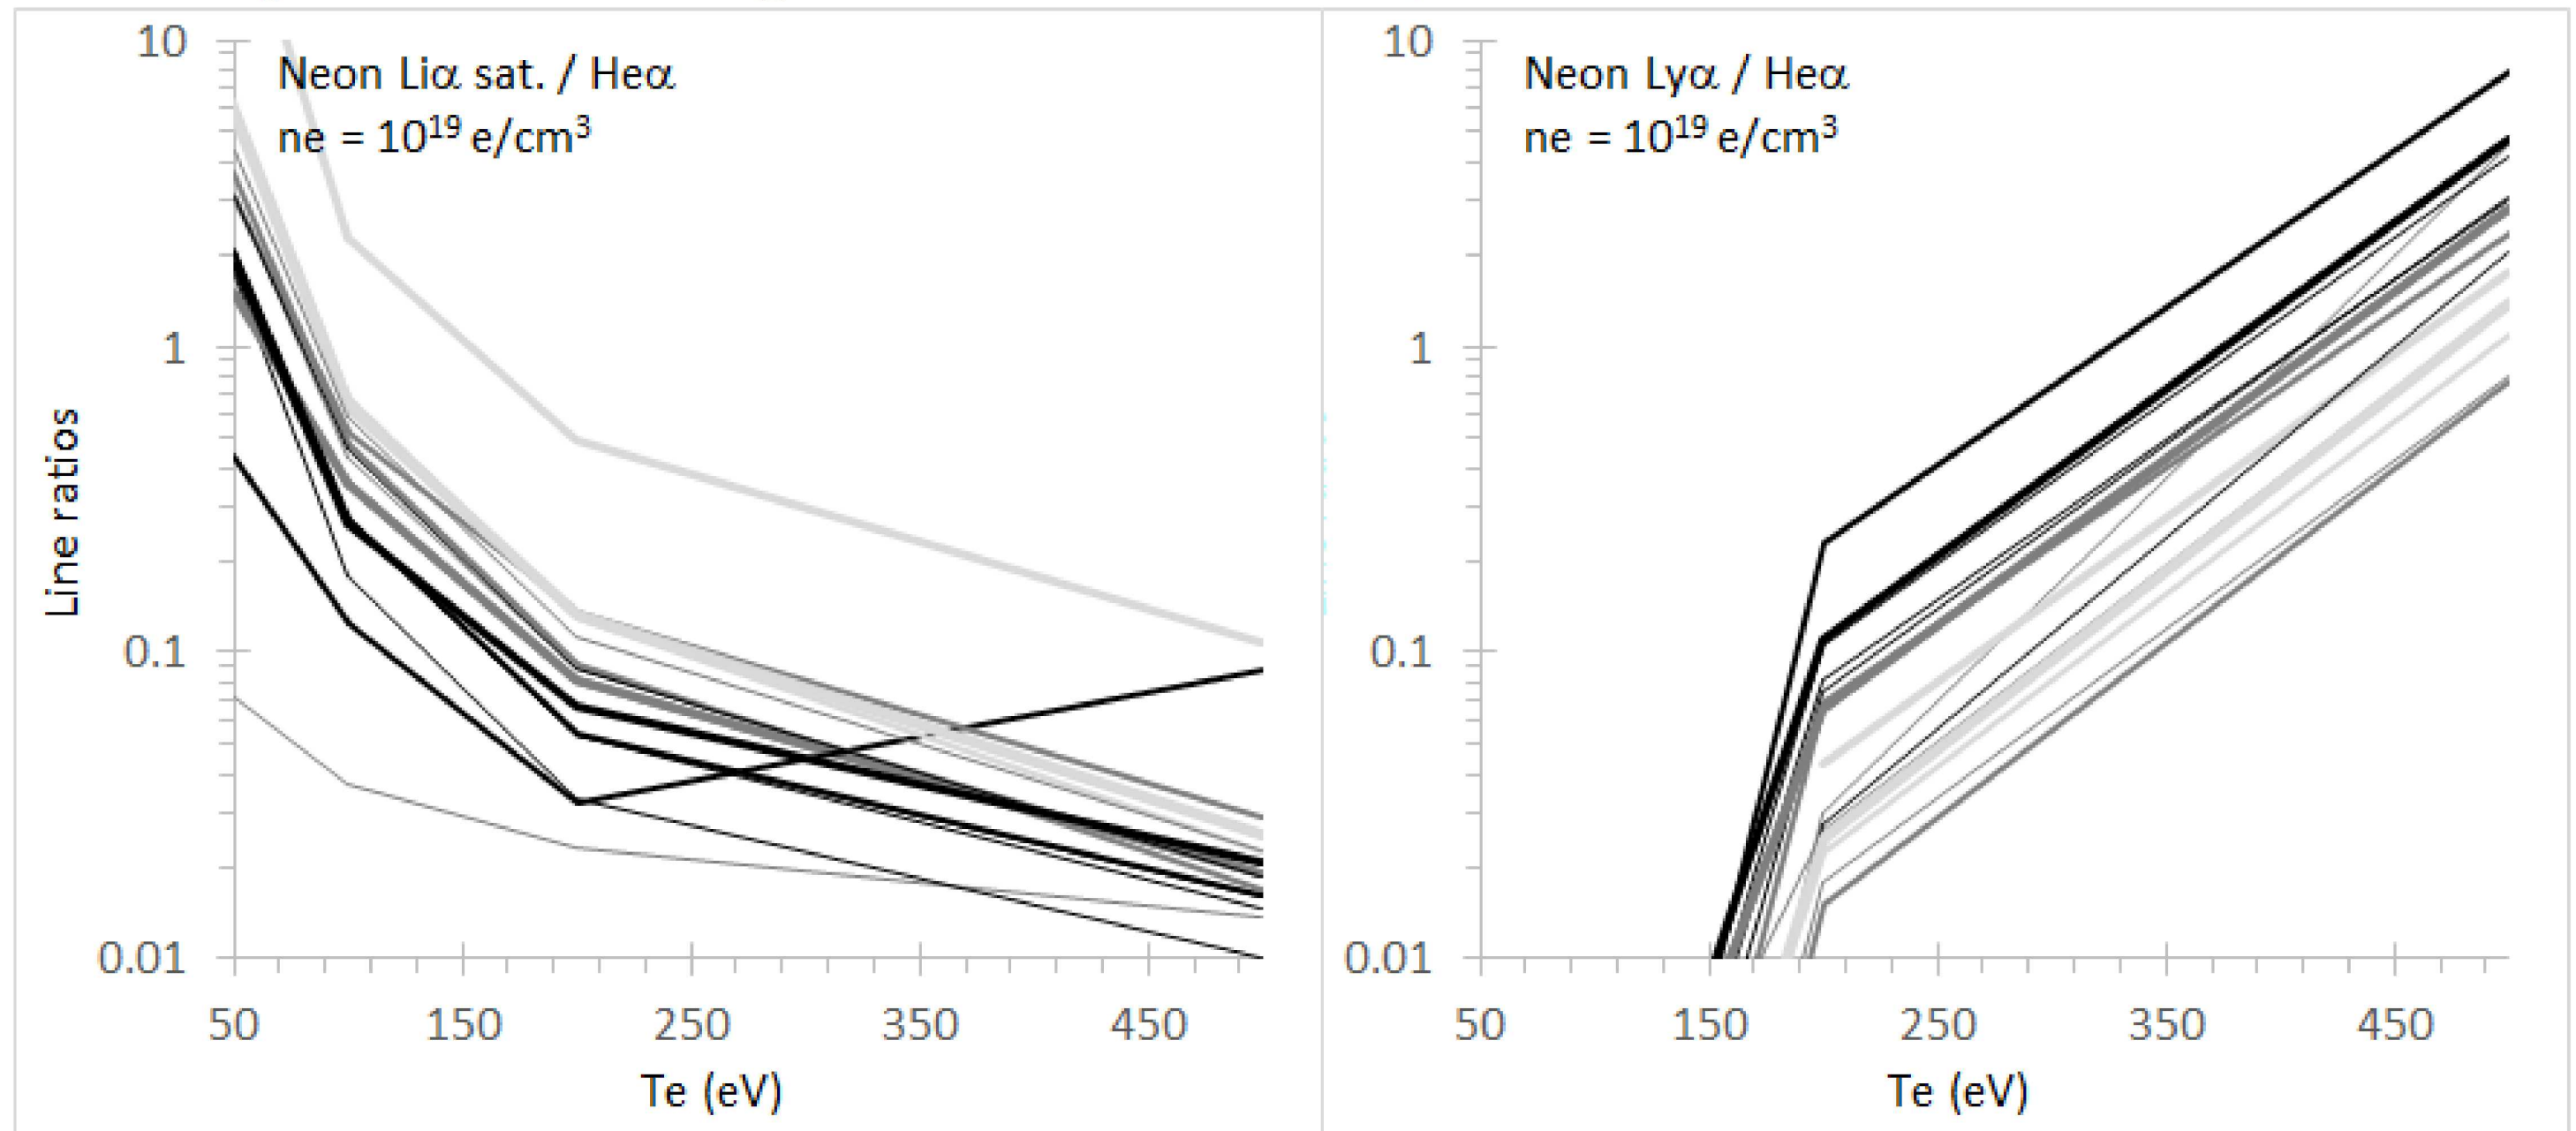 Neon Liα sat. / Heα
ne = 10¹⁹ e/cm³
10
1
0.1
0.01
Line ratios
50 150 250 350 450
Te (eV)
Neon Lyα / Heα
ne = 10¹⁹ e/cm³
10
1
0.1
0.01
50 150 250 350 450
Te (eV)